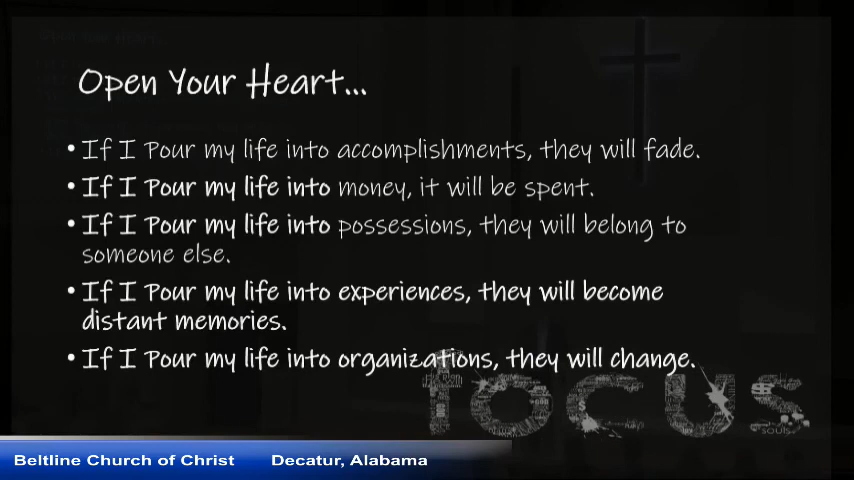 Open Your Heart...
• If I Pour my life into accomplishments, they will fade.
• If I Pour my life into money, it will be spent.
• If I Pour my life into possessions, they will belong to
someone else.
• If I Pour my life into experiences, they will become
distant memories.
• If I Pour my life into organizations, they will change.
focus
SOULS
Beltline Church of Christ Decatur, Alabama